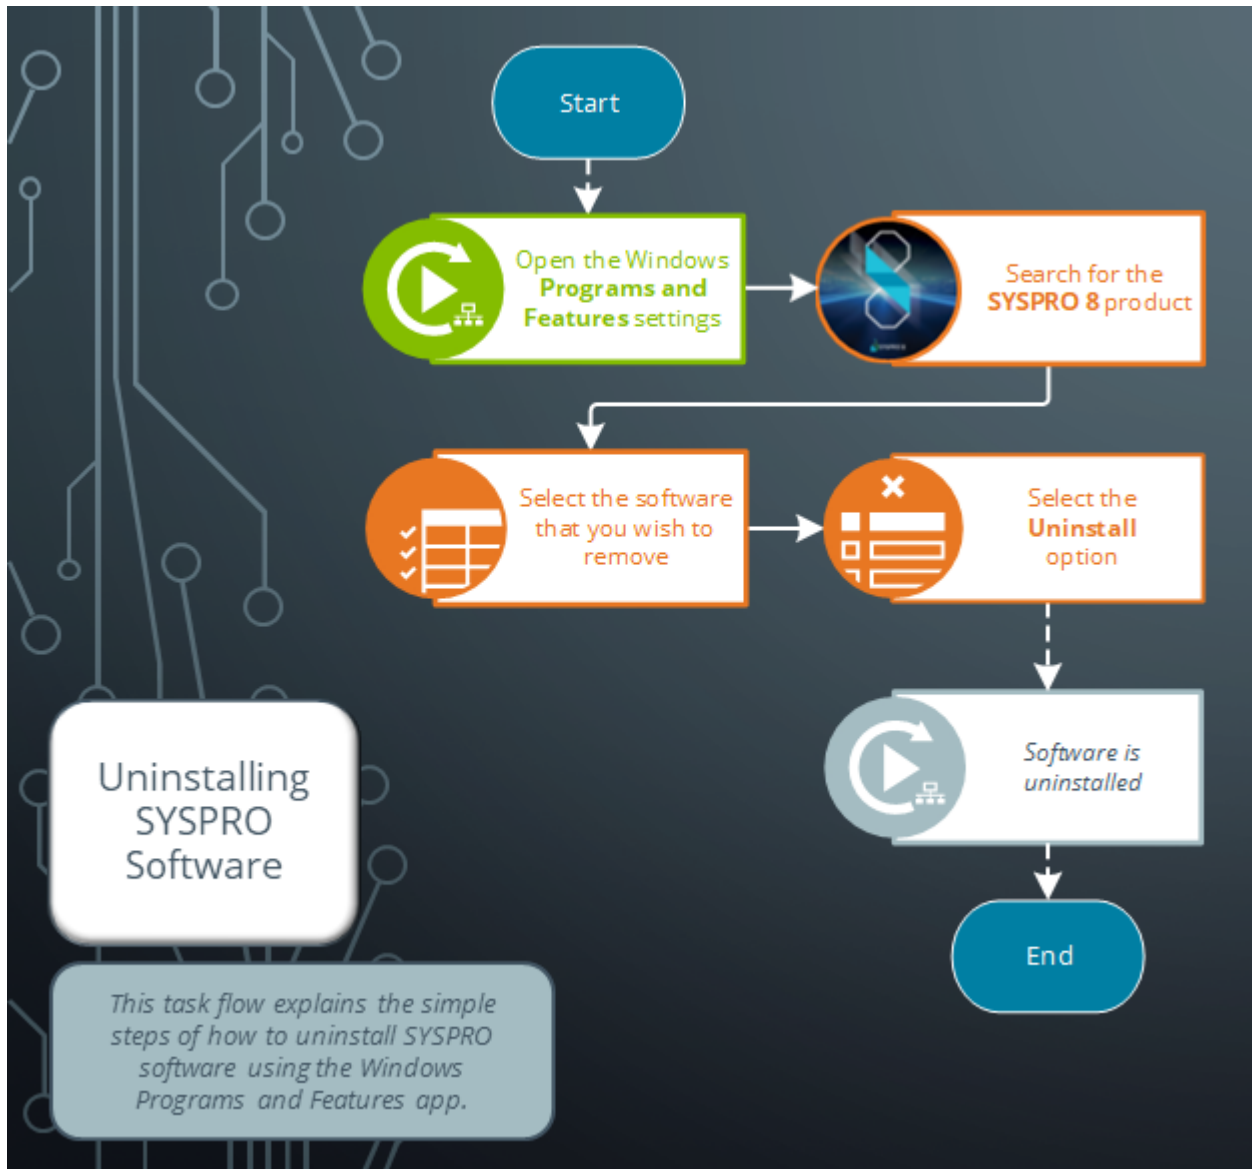 Start
Open the Windows
Programs and
Features settings
Search for the
SYSPRO 8 product
Select the software
that you wish to
remove
Select the
Uninstall
option
Software is
uninstalled
End
Uninstalling
SYSPRO
Software
This task flow explains the simple
steps of how to uninstall SYSPRO
software using the Windows
Programs and Features app.